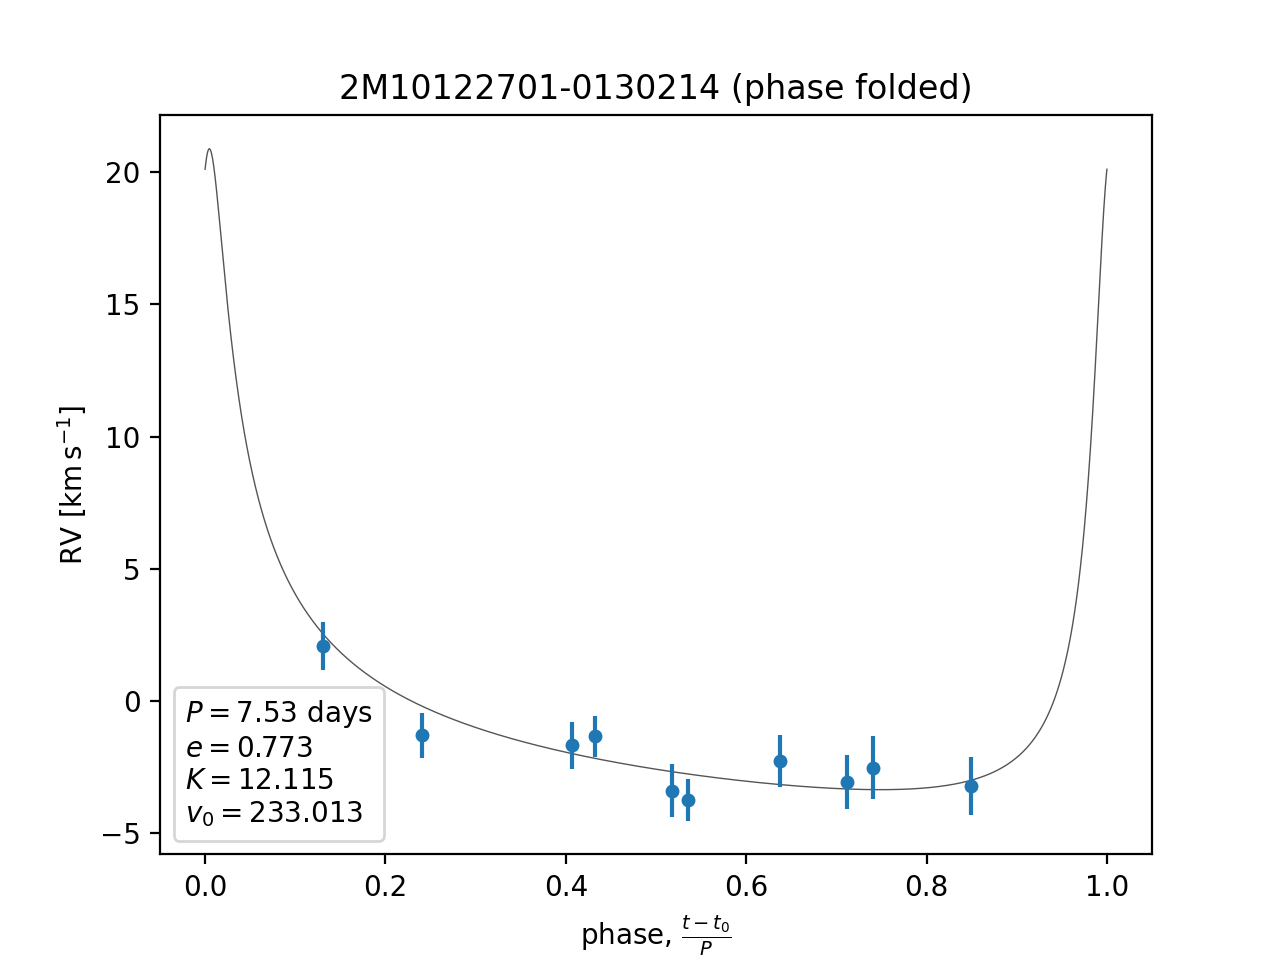 2M10122701-0130214 (phase folded)
20
15
10
5
0
−5
RV [km s⁻¹]
P = 7.53 days
e = 0.773
K = 12.115
v₀ = 233.013
0.0 0.2 0.4 0.6 0.8 1.0
phase, (t − t₀)/P